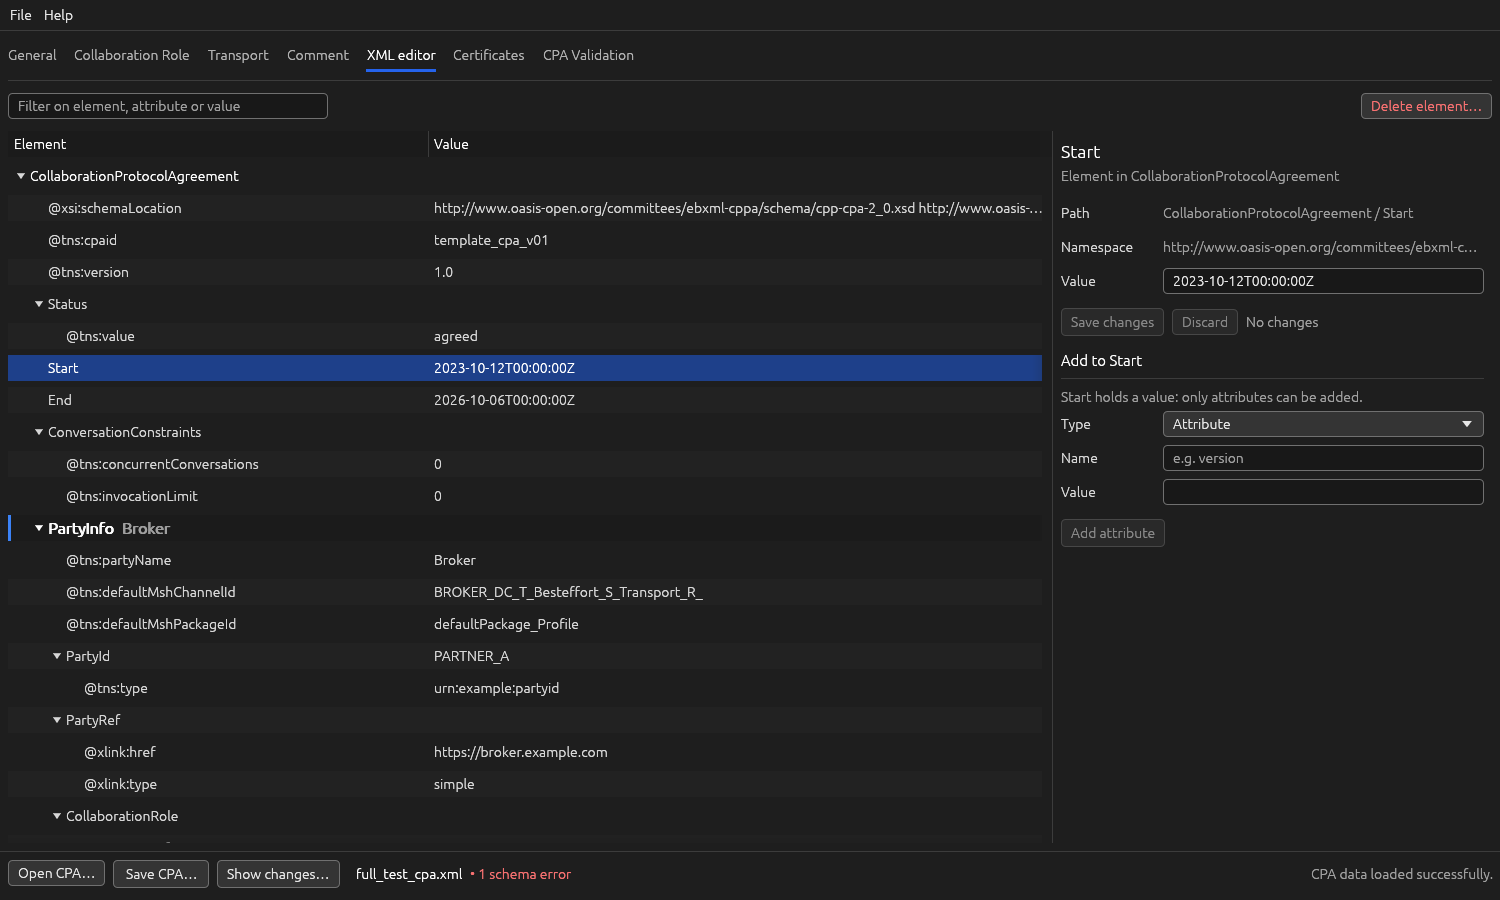 File Help
General Collaboration Role Transport Comment XML editor Certificates CPA Validation
Filter on element, attribute or value
Delete element...
Element Value
CollaborationProtocolAgreement
@xsi:schemaLocation http://www.oasis-open.org/committees/ebxml-cppa/schema/cpp-cpa-2_0.xsd http://www.oasis-...
@tns:cpaid template_cpa_v01
@tns:version 1.0
Status
@tns:value agreed
Start 2023-10-12T00:00:00Z
End 2026-10-06T00:00:00Z
ConversationConstraints
@tns:concurrentConversations 0
@tns:invocationLimit 0
PartyInfo Broker
@tns:partyName Broker
@tns:defaultMshChannelId BROKER_DC_T_Besteffort_S_Transport_R_
@tns:defaultMshPackageId defaultPackage_Profile
PartyId PARTNER_A
@tns:type urn:example:partyid
PartyRef
@xlink:href https://broker.example.com
@xlink:type simple
CollaborationRole
Start
Element in CollaborationProtocolAgreement
Path CollaborationProtocolAgreement / Start
Namespace http://www.oasis-open.org/committees/ebxml-c...
Value 2023-10-12T00:00:00Z
Save changes Discard No changes
Add to Start
Start holds a value: only attributes can be added.
Type Attribute
Name e.g. version
Value
Add attribute
Open CPA... Save CPA... Show changes... full_test_cpa.xml • 1 schema error
CPA data loaded successfully.